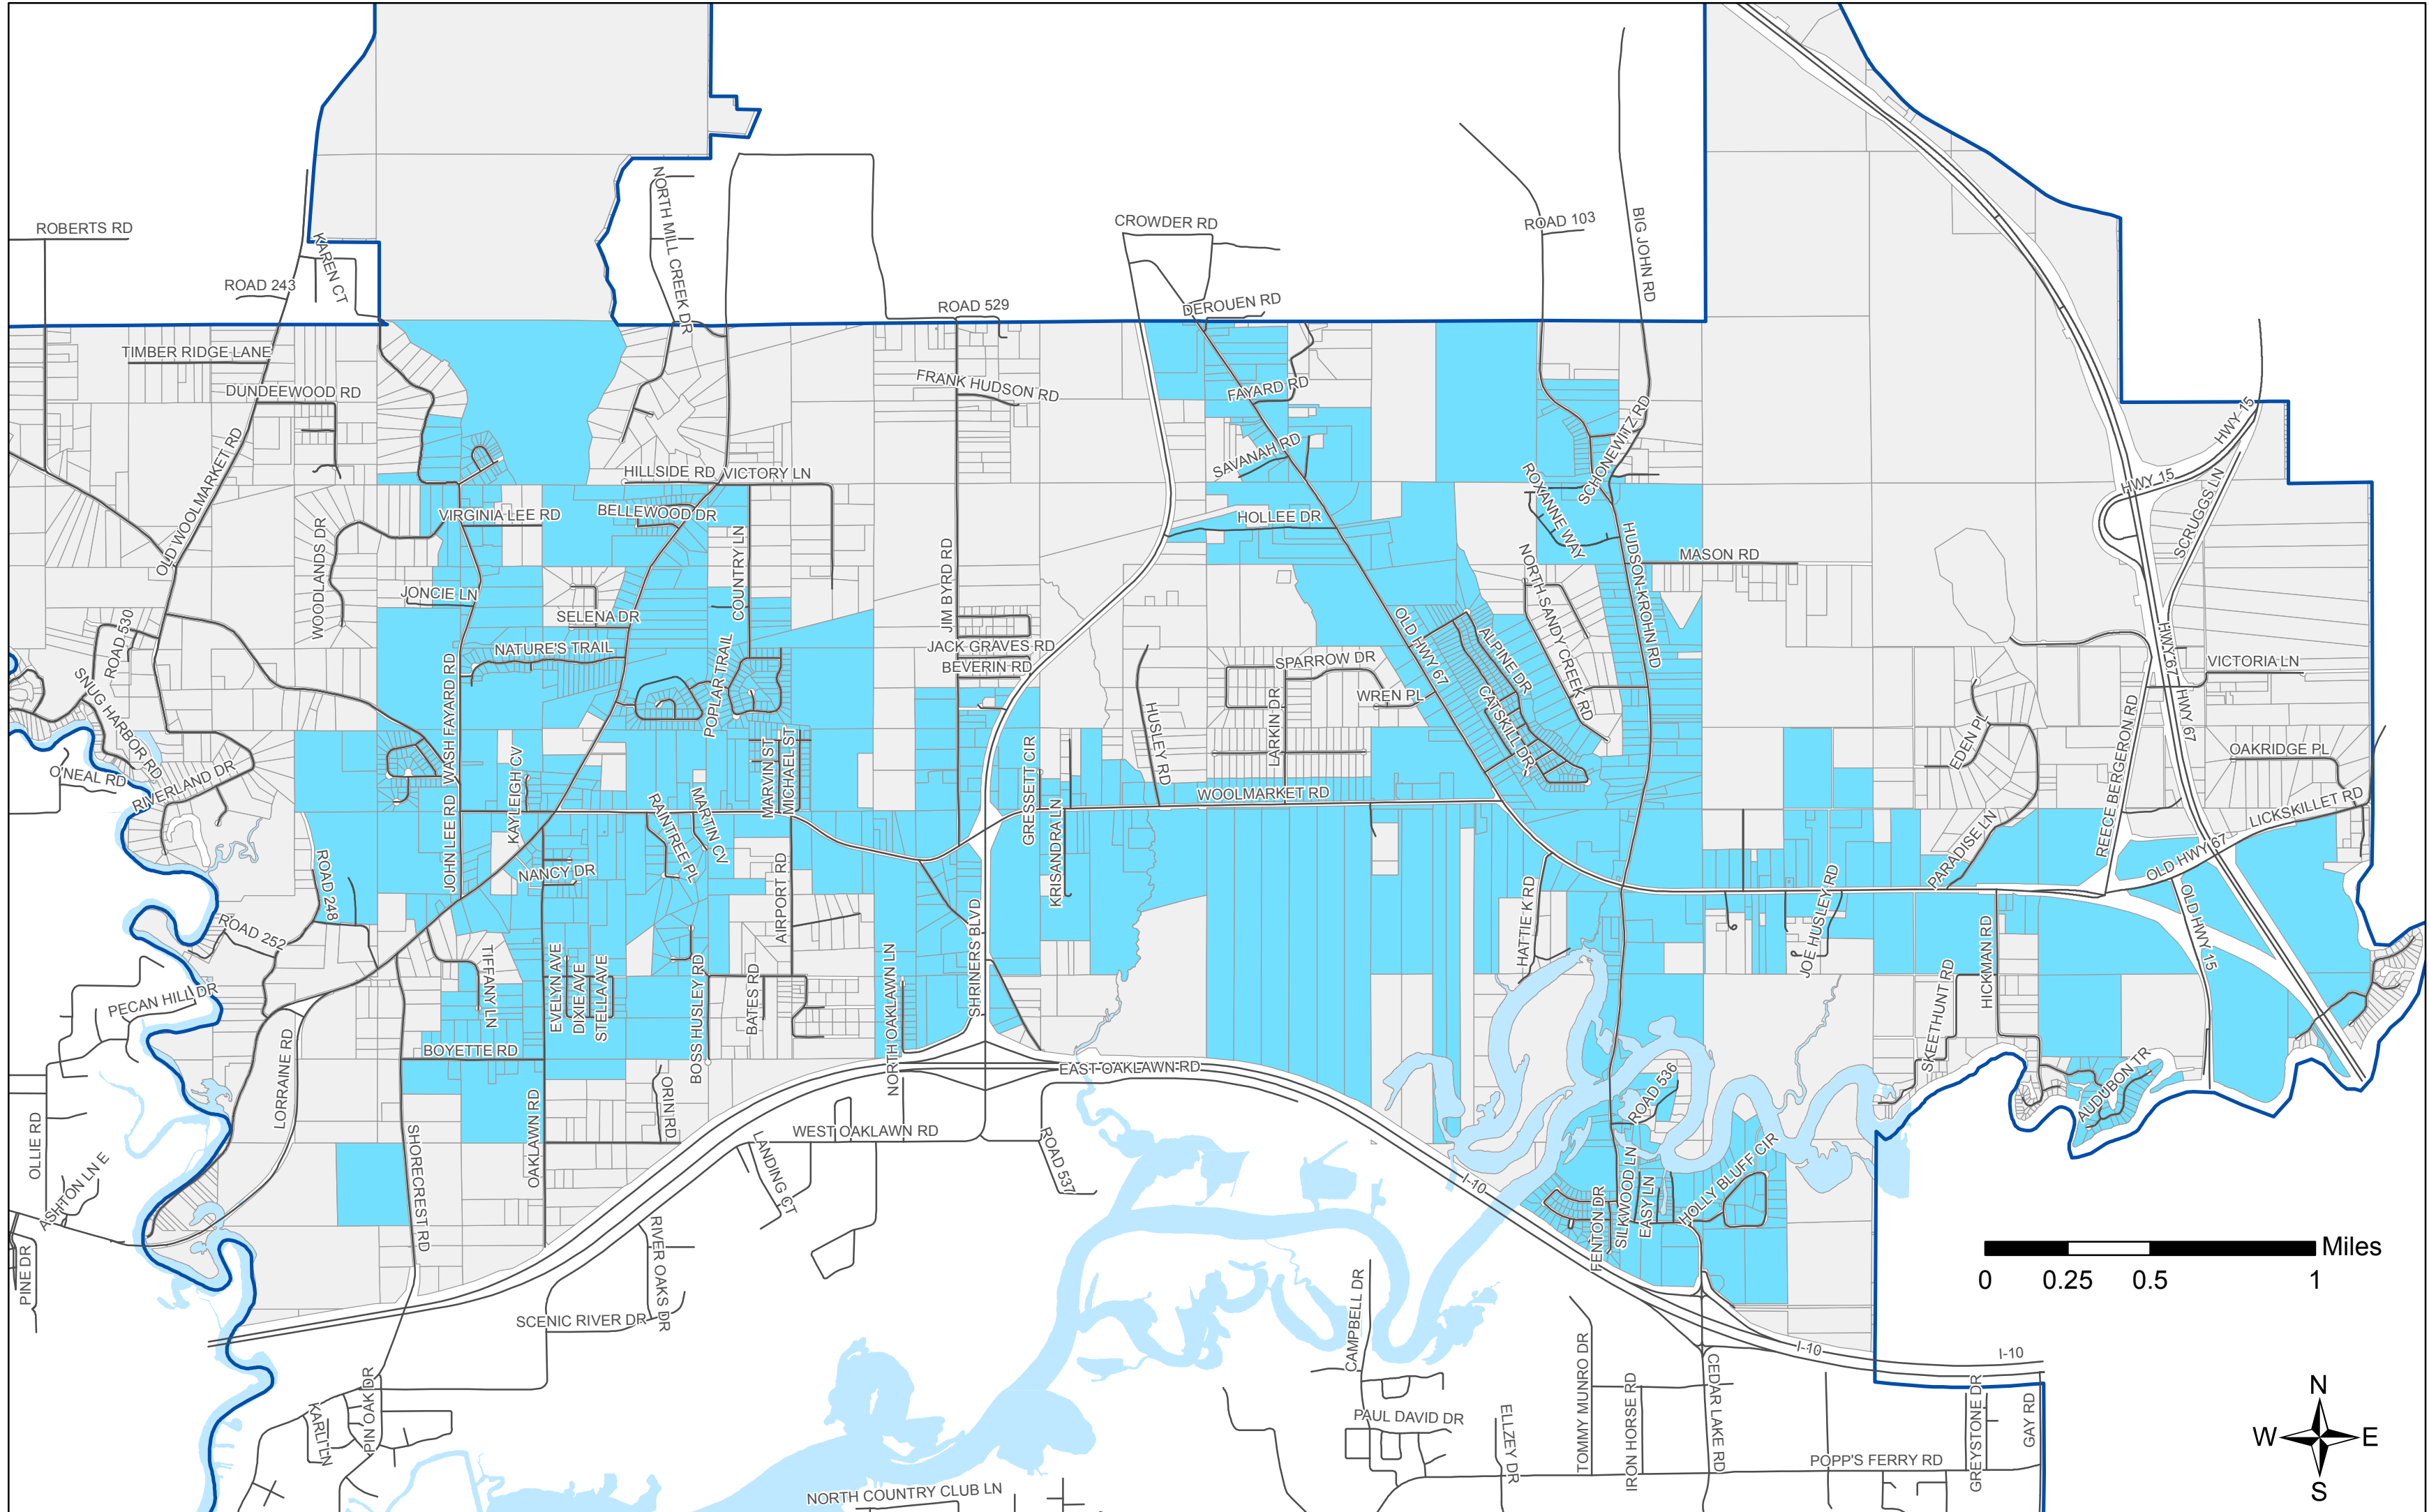 CROWDER RD
ROAD 103
BIG JOHN RD
ROBERTS RD
KAREN CT
ROAD 243
NORTH MILL CREEK DR
ROAD 529
DEROUEN RD
TIMBER RIDGE LANE
DUNDEEWOOD RD
FRANK HUDSON RD
FAYARD RD
HWY 15
OLD WOOLMARKET RD
HILLSIDE RD
VICTORY LN
SAVANAH RD
SCHONEWITZ RD
ROXANNE WAY
HWY 15
SCRUGGS LN
VIRGINIA LEE RD
BELLEWOOD DR
HOLLEE DR
WOODLANDS DR
COUNTRY LN
JIM BYRD RD
MASON RD
HUDSON-KROHN RD
JONCIE LN
SELENA DR
NORTH SANDY CREEK RD
ROAD 530
NATURE'S TRAIL
JACK GRAVES RD
BEVERIN RD
SPARROW DR
OLD HWY 67
ALPINE DR
HWY 67
VICTORIA LN
SNUG HARBOR RD
WASH FAYARD RD
POPLAR TRAIL
HUSLEY RD
LARKIN DR
WREN PL
CATSKILL DR
HWY 67
REECE BERGERON RD
EDEN PL
OAKRIDGE PL
O'NEAL RD
RIVERLAND DR
KAYLEIGH CV
MARVIN ST
MICHAEL ST
GRESSETT CIR
WOOLMARKET RD
LICKSKILLET RD
JOHN LEE RD
RAINTREE PL
MARTIN CV
KRISANDRA LN
PARADISE LN
OLD HWY 67
ROAD 248
NANCY DR
AIRPORT RD
HATTIE K RD
JOE HUSLEY RD
OLD HWY 15
ROAD 252
TIFFANY LN
EVELYN AVE
DIXIE AVE
STELLA AVE
BOSS HUSLEY RD
BATES RD
NORTH OAKLAWN LN
SHRINERS BLVD
HICKMAN RD
SKEETHUNT RD
PECAN HILL DR
LORRAINE RD
BOYETTE RD
EAST OAKLAWN RD
ROAD 536
AUDUBON TR
OLLIE RD
ASHTON LN E
SHORECREST RD
OAKLAWN RD
ORIN RD
LANDING CT
WEST OAKLAWN RD
ROAD 537
I-10
FENTON DR
SILKWOOD LN
EASY LN
HOLLY BLUFF CIR
PINE DR
RIVER OAKS DR
SCENIC RIVER DR
CAMPBELL DR
Miles
0 0.25 0.5 1
I-10
I-10
KARLI LN
PIN OAK DR
PAUL DAVID DR
ELLZEY DR
TOMMY MUNRO DR
IRON HORSE RD
CEDAR LAKE RD
POPP'S FERRY RD
GREYSTONE DR
GAY RD
NORTH COUNTRY CLUB LN
N
W E
S